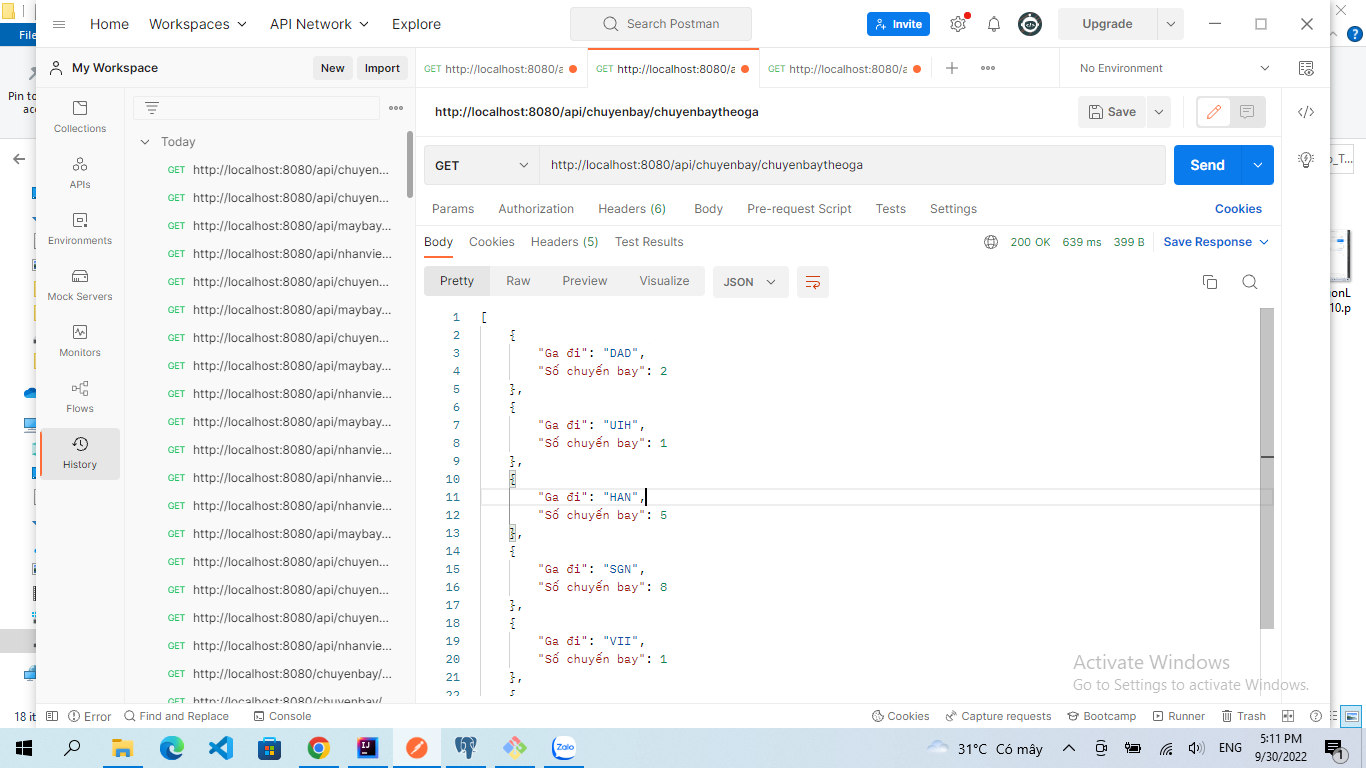 File
Home
Workspaces
API Network
Explore
Search Postman
Invite
Upgrade
My Workspace
New
Import
GET http://localhost:8080/a
GET http://localhost:8080/a
GET http://localhost:8080/a
No Environment
Pin to
Collections
APIs
Environments
Mock Servers
Monitors
Flows
History
Today
GET http://localhost:8080/api/chuyen...
GET http://localhost:8080/api/chuyen...
GET http://localhost:8080/api/maybay...
GET http://localhost:8080/api/nhanvie...
GET http://localhost:8080/api/chuyen...
GET http://localhost:8080/api/maybay...
GET http://localhost:8080/api/chuyen...
GET http://localhost:8080/api/maybay...
GET http://localhost:8080/api/nhanvie...
GET http://localhost:8080/api/maybay...
GET http://localhost:8080/api/nhanvie...
GET http://localhost:8080/api/nhanvie...
GET http://localhost:8080/api/nhanvie...
GET http://localhost:8080/api/maybay...
GET http://localhost:8080/api/chuyen...
GET http://localhost:8080/api/chuyen...
GET http://localhost:8080/api/chuyen...
GET http://localhost:8080/api/nhanvie...
GET http://localhost:8080/chuyenbay/...
GET http://localhost:8080/chuyenbay/
http://localhost:8080/api/chuyenbay/chuyenbaytheoga
Save
GET
http://localhost:8080/api/chuyenbay/chuyenbaytheoga
Send
Params
Authorization
Headers (6)
Body
Pre-request Script
Tests
Settings
Cookies
Body
Cookies
Headers (5)
Test Results
200 OK
639 ms
399 B
Save Response
Pretty
Raw
Preview
Visualize
JSON
1 [
2 {
3 "Ga đi": "DAD",
4 "Số chuyến bay": 2
5 },
6 {
7 "Ga đi": "UIH",
8 "Số chuyến bay": 1
9 },
10 {
11 "Ga đi": "HAN",
12 "Số chuyến bay": 5
13 },
14 {
15 "Ga đi": "SGN",
16 "Số chuyến bay": 8
17 },
18 {
19 "Ga đi": "VII",
20 "Số chuyến bay": 1
21 },
22 {
Activate Windows
Go to Settings to activate Windows.
18 it
Error
Find and Replace
Console
Cookies
Capture requests
Bootcamp
Runner
Trash
Zalo
31°C Có mây
ENG
5:11 PM
9/30/2022
1